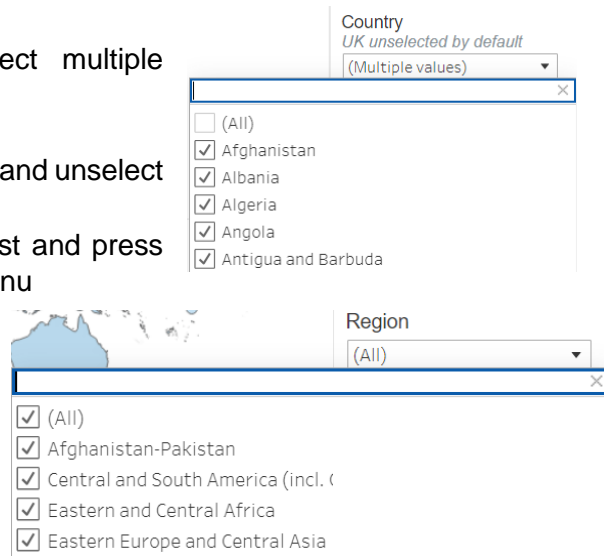 Country
UK unselected by default
multiple
(Multiple values)
(All)
Afghanistan
and unselect
Albania
Algeria
Angola
st and press
Antigua and Barbuda
Region
(All)
(All)
Afghanistan-Pakistan
Central and South America (incl.
Eastern and Central Africa
Eastern Europe and Central Asia